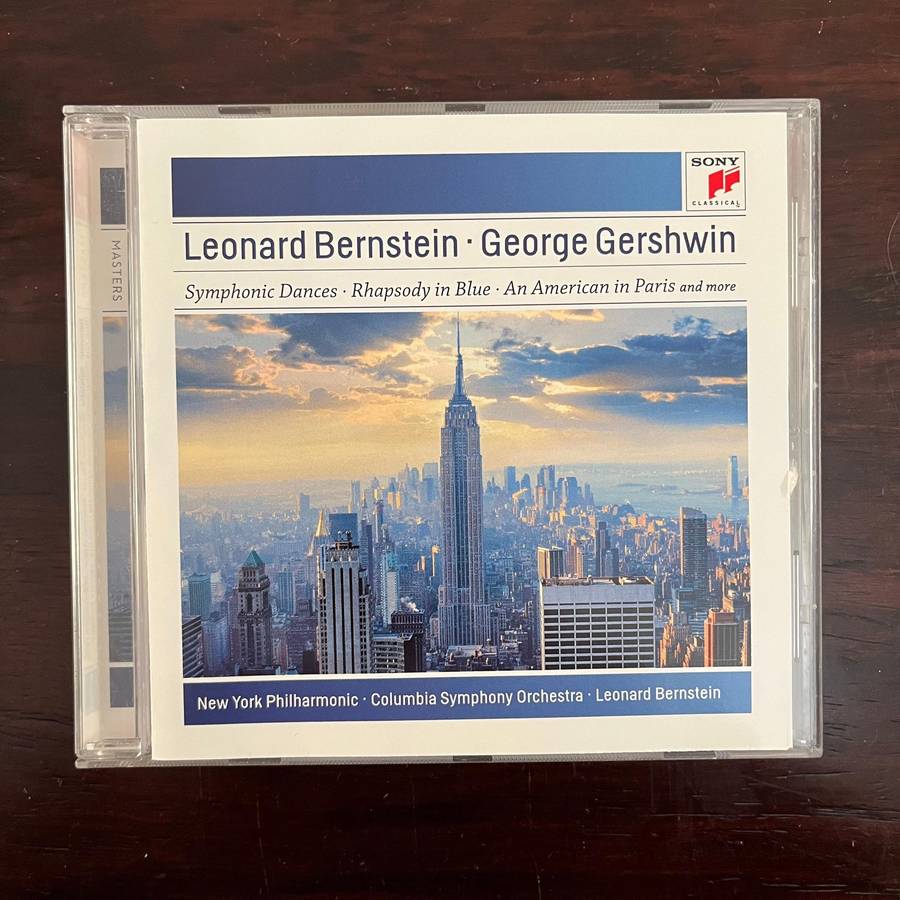 MASTERS
SONY
CLASSICAL
Leonard Bernstein · George Gershwin
Symphonic Dances · Rhapsody in Blue · An American in Paris and more
New York Philharmonic · Columbia Symphony Orchestra · Leonard Bernstein